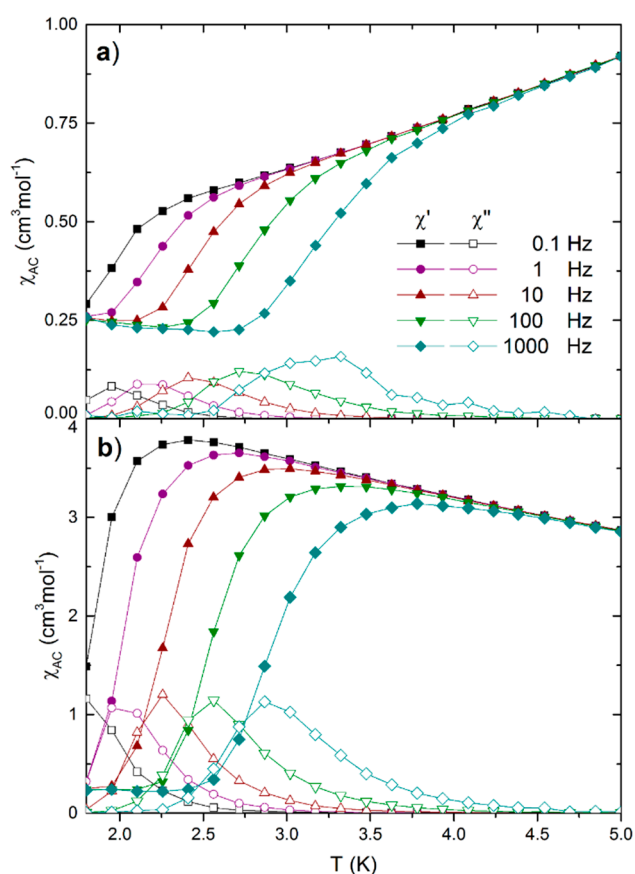 a)
1.00
0.75
0.50
0.25
0.00
χAC (cm³mol⁻¹)
χ' χ''
0.1 Hz
1 Hz
10 Hz
100 Hz
1000 Hz
b)
4
3
2
1
0
χAC (cm³mol⁻¹)
2.0 2.5 3.0 3.5 4.0 4.5 5.0
T (K)